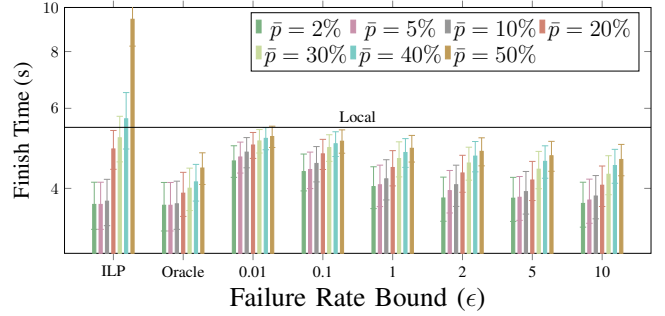 10
8
6
4
Finish Time (s)
p̄ = 2% p̄ = 5% p̄ = 10% p̄ = 20%
p̄ = 30% p̄ = 40% p̄ = 50%
Local
ILP Oracle 0.01 0.1 1 2 5 10
Failure Rate Bound (ϵ)